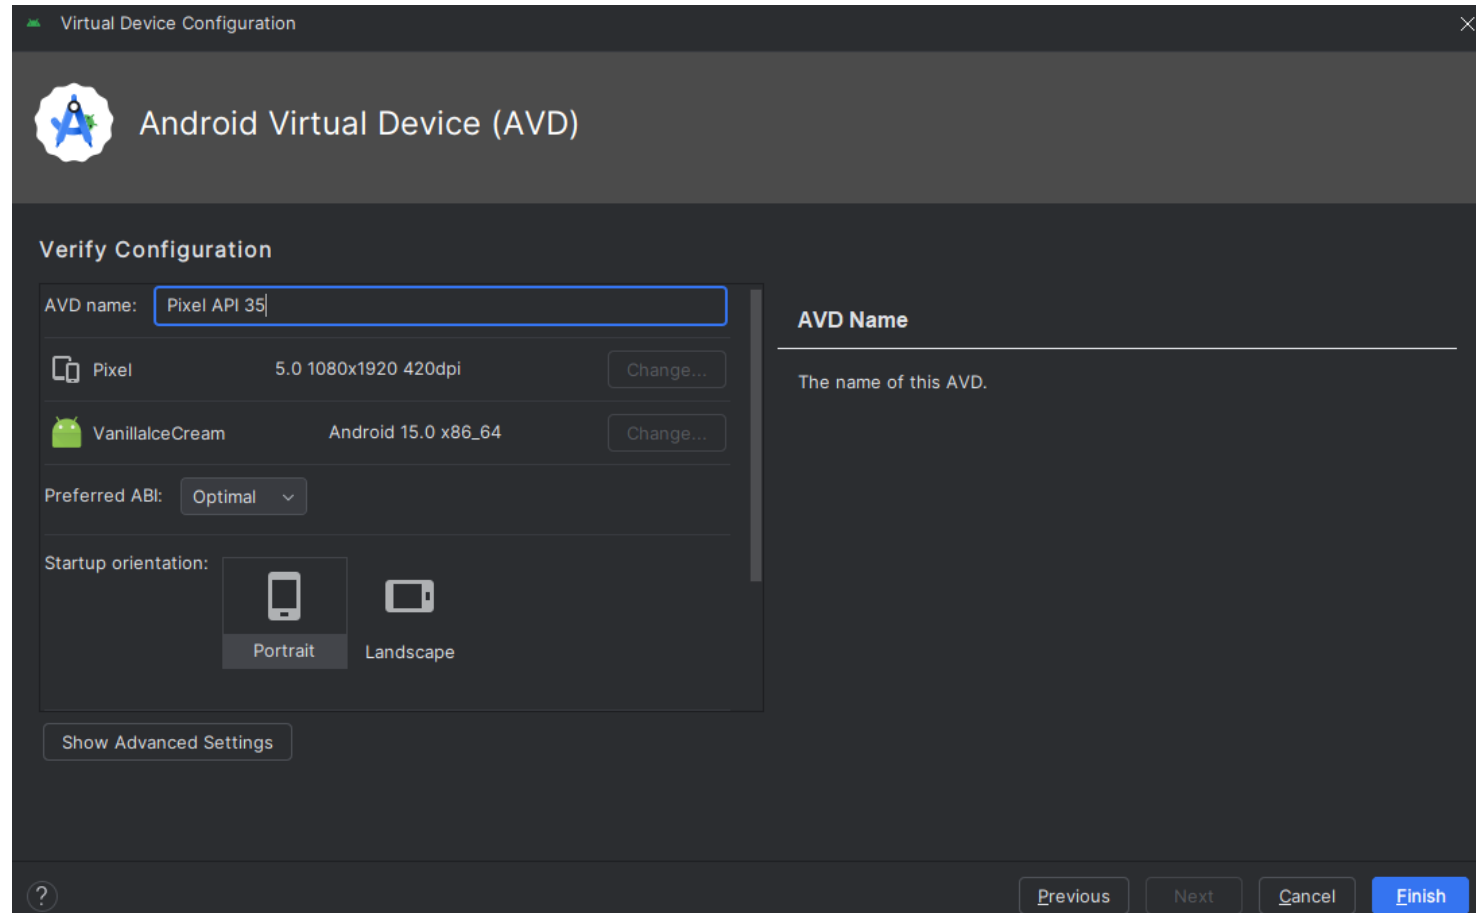 Virtual Device Configuration
Android Virtual Device (AVD)
Verify Configuration
AVD name: Pixel API 35
Pixel 5.0 1080x1920 420dpi Change...
VanillaIceCream Android 15.0 x86_64 Change...
Preferred ABI: Optimal
Startup orientation:
Portrait Landscape
Show Advanced Settings
AVD Name
The name of this AVD.
? Previous Next Cancel Finish